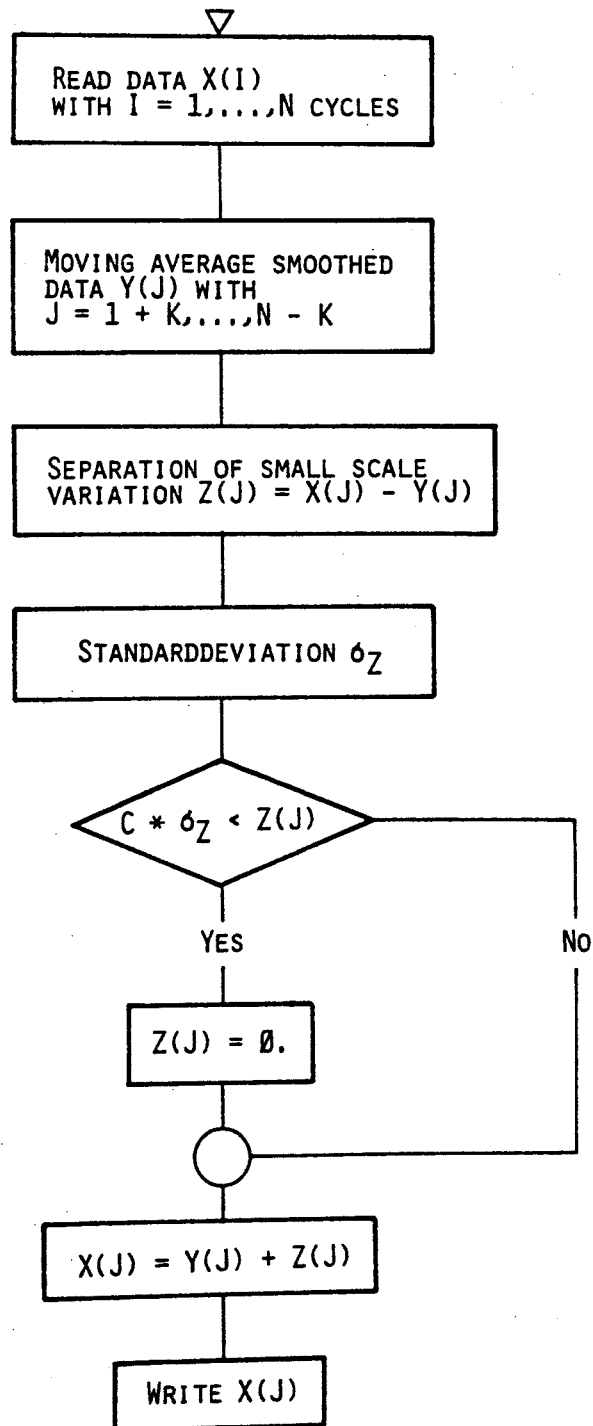 READ DATA X(I)
WITH I = 1,...,N CYCLES
MOVING AVERAGE SMOOTHED
DATA Y(J) WITH
J = 1 + K,...,N - K
SEPARATION OF SMALL SCALE
VARIATION Z(J) = X(J) - Y(J)
STANDARDDEVIATION σZ
C * σZ < Z(J)
YES
NO
Z(J) = Ø.
X(J) = Y(J) + Z(J)
WRITE X(J)